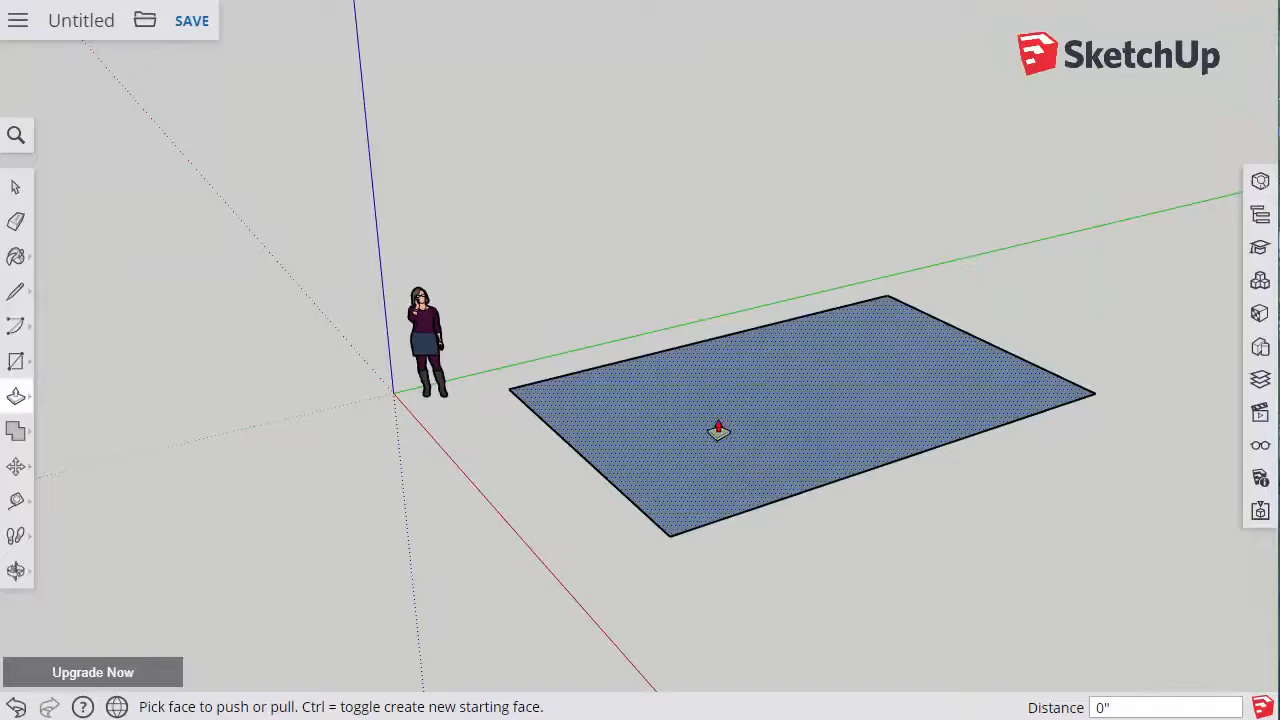 Untitled
SAVE
SketchUp
Upgrade Now
Pick face to push or pull. Ctrl = toggle create new starting face.
Distance 0"